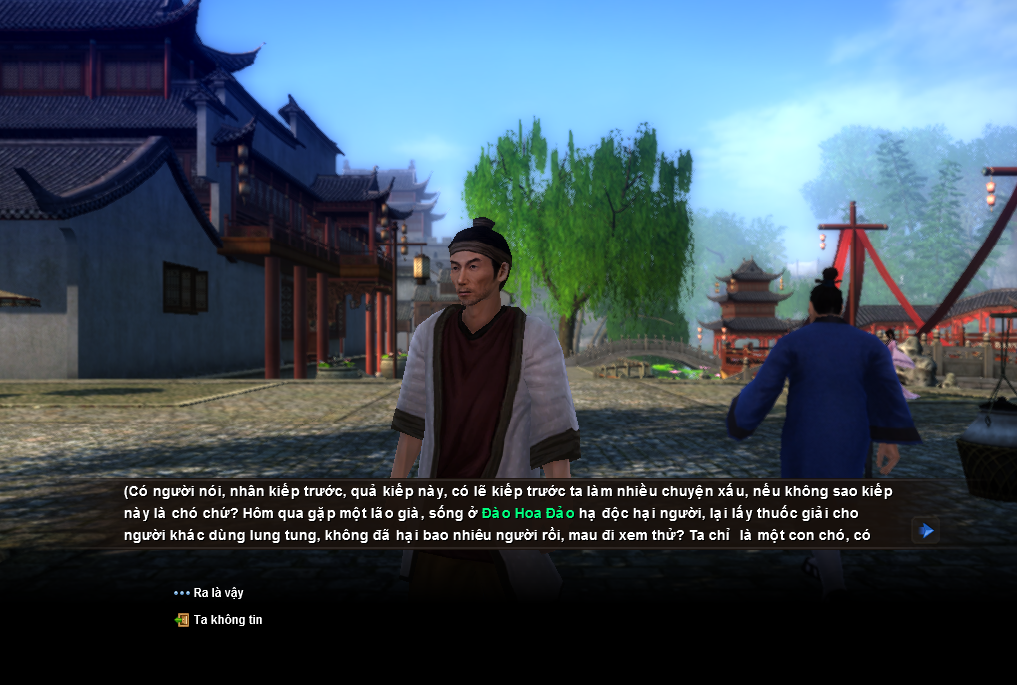 (Có người nói, nhân kiếp trước, quả kiếp này, có lẽ kiếp trước ta làm nhiều chuyện xấu, nếu không sao kiếp
này là chó chứ? Hôm qua gặp một lão già, sống ở Đào Hoa Đảo hạ độc hại người, lại lấy thuốc giải cho
người khác dùng lung tung, không đã hại bao nhiêu người rồi, mau đi xem thử? Ta chỉ là một con chó, có
Ra là vậy
Ta không tin